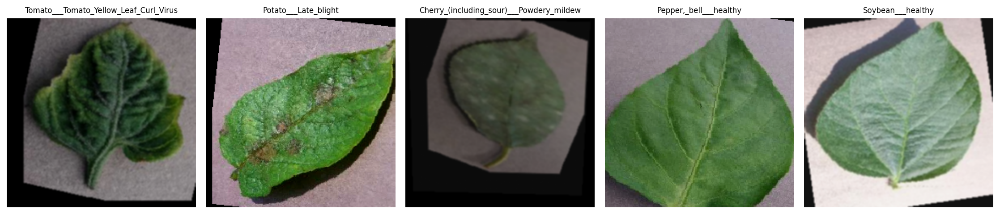 Tomato___Tomato_Yellow_Leaf_Curl_Virus
Potato___Late_blight
Cherry_(including_sour)___Powdery_mildew
Pepper,_bell___healthy
Soybean___healthy